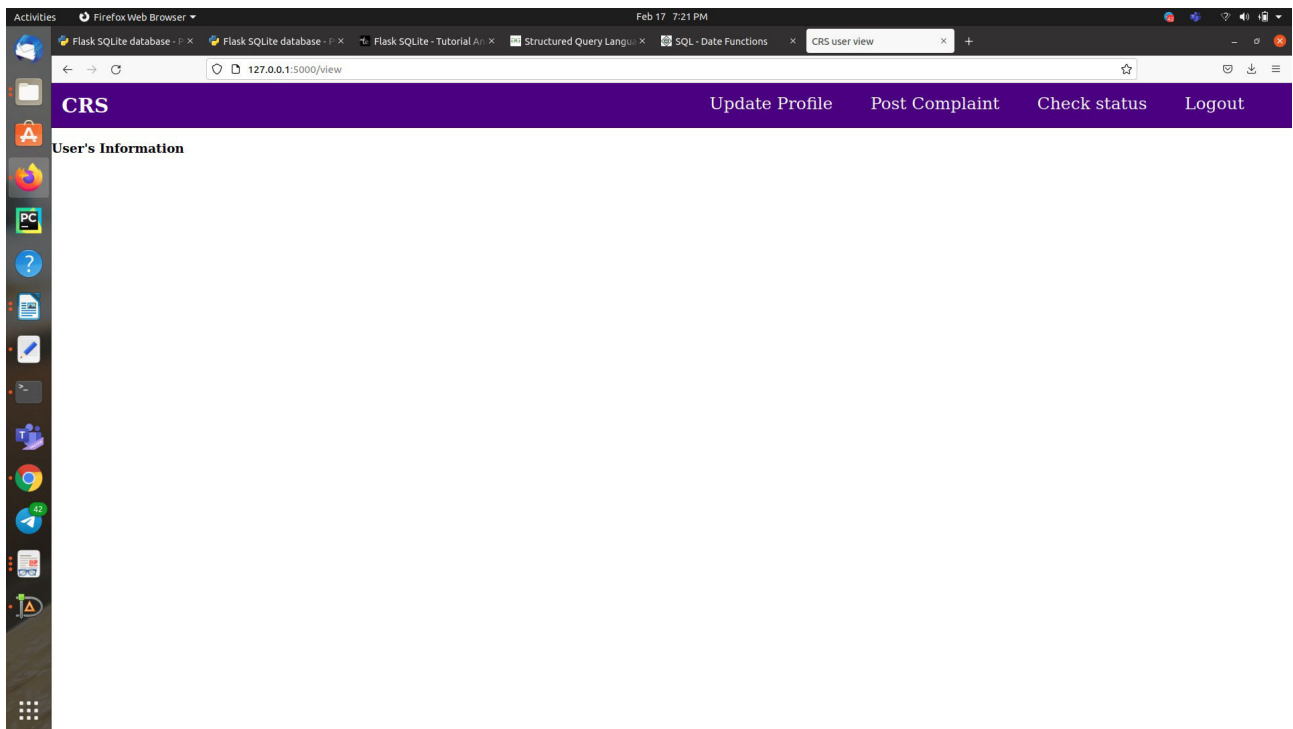 Activities Firefox Web Browser Feb 17 7:21 PM
Flask SQLite database - P Flask SQLite database - P Flask SQLite - Tutorial An Structured Query Langua SQL - Date Functions CRS user view
127.0.0.1:5000/view
CRS Update Profile Post Complaint Check status Logout
User's Information
PC
?
>_
T
42